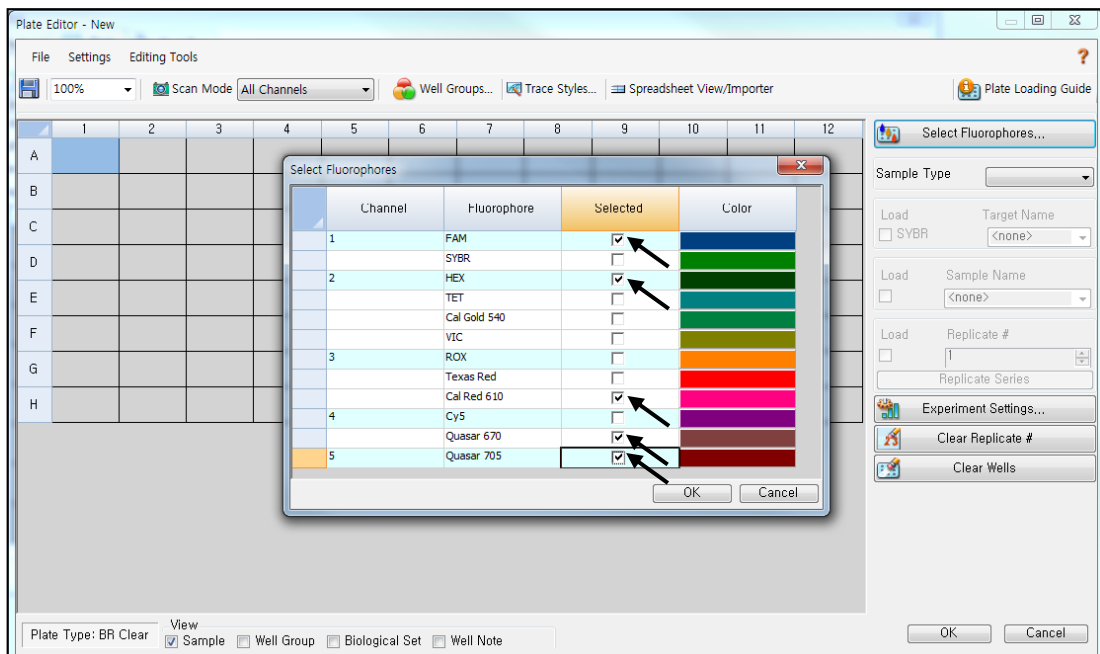 Plate Editor - New
File Settings Editing Tools ?
100% Scan Mode All Channels Well Groups... Trace Styles... Spreadsheet View/Importer Plate Loading Guide
1 2 3 4 5 6 7 8 9 10 11 12
A
B
C
D
E
F
G
H
Select Fluorophores
Channel Fluorophore Selected Color
1 FAM
SYBR
2 HEX
TET
Cal Gold 540
VIC
3 ROX
Texas Red
Cal Red 610
4 Cy5
Quasar 670
5 Quasar 705
OK Cancel
Select Fluorophores...
Sample Type
Load Target Name
SYBR <none>
Load Sample Name
<none>
Load Replicate #
1
Replicate Series
Experiment Settings...
Clear Replicate #
Clear Wells
Plate Type: BR Clear
View
Sample Well Group Biological Set Well Note
OK Cancel